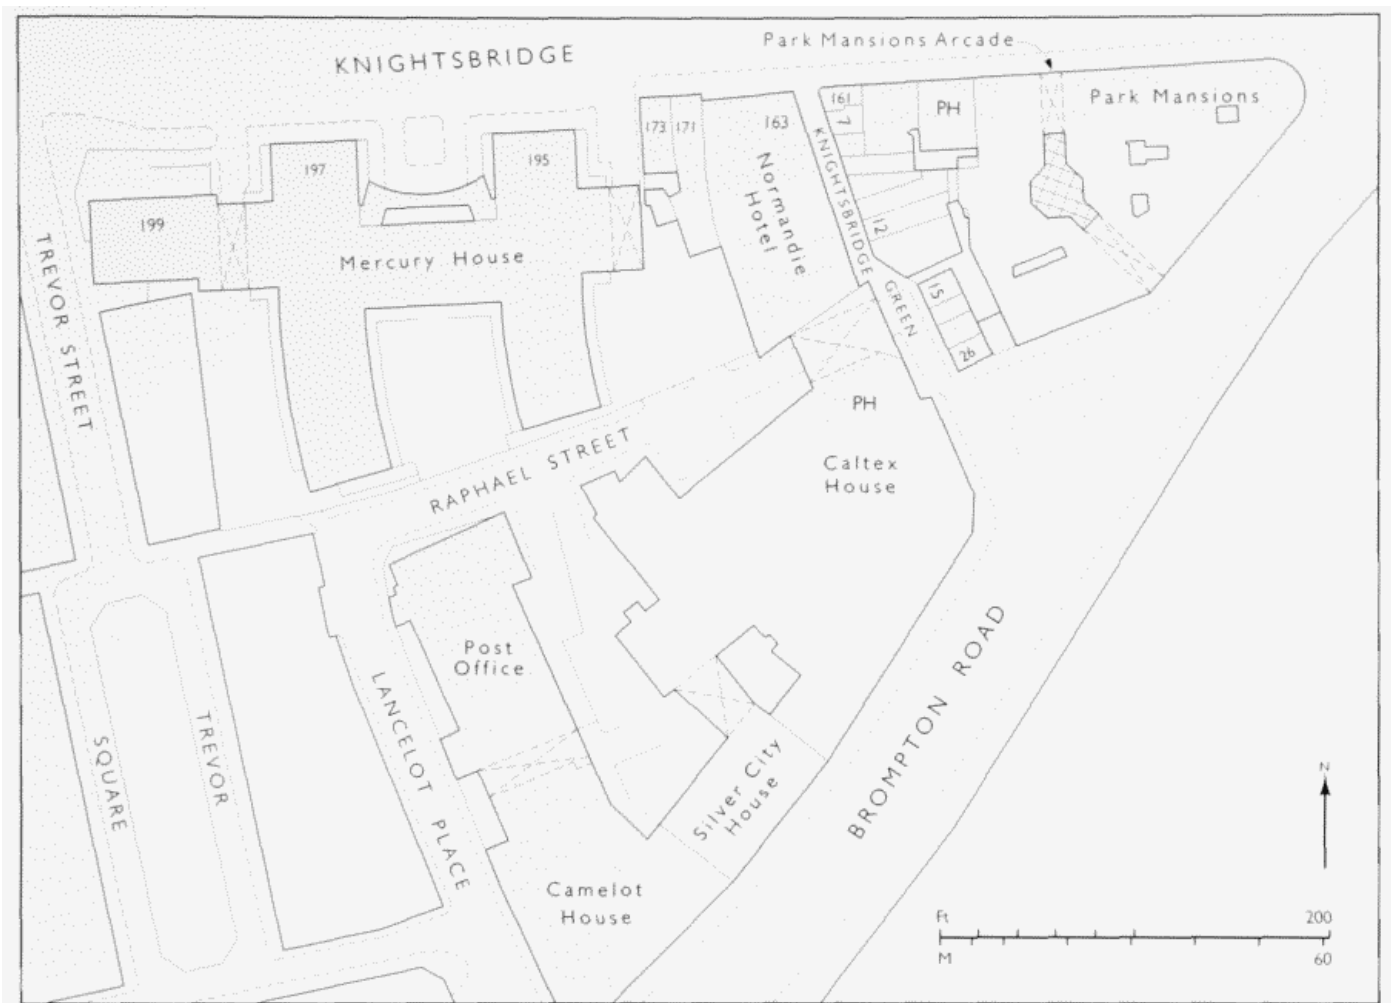 Park Mansions Arcade
KNIGHTSBRIDGE
Park Mansions
161
7
PH
173
171
163
KNIGHTSBRIDGE GREEN
197
195
199
Normandie
Hotel
12
TREVOR STREET
Mercury House
15
26
PH
Caltex
House
RAPHAEL STREET
Post
Office
LANCELOT PLACE
BROMPTON ROAD
TREVOR
SQUARE
Silver City
House
Camelot
House
N
Ft
200
M
60